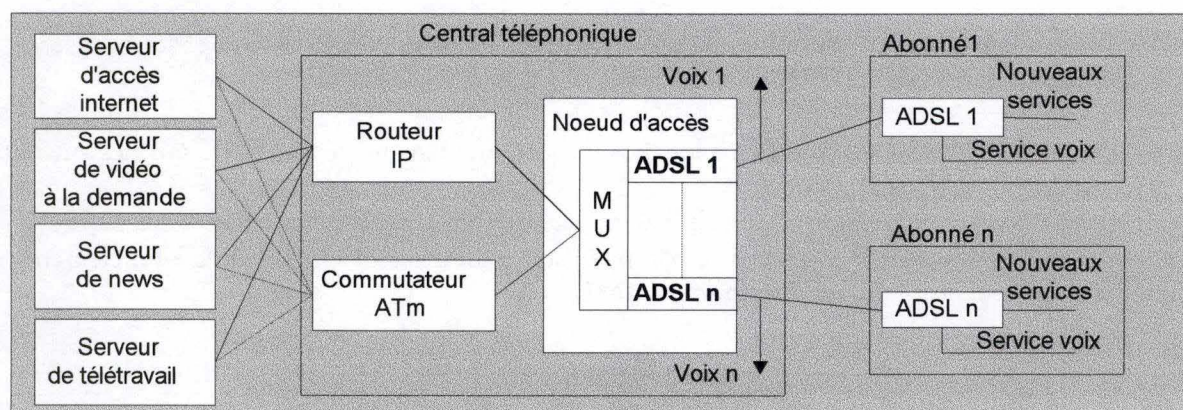 Central téléphonique
Serveur
d'accès
internet
Serveur
de vidéo
à la demande
Serveur
de news
Serveur
de télétravail
Routeur
IP
Commutateur
ATm
Noeud d'accès
M
U
X
ADSL 1
ADSL n
Voix 1
Voix n
Abonné1
Nouveaux
services
ADSL 1
Service voix
Abonné n
Nouveaux
services
ADSL n
Service voix